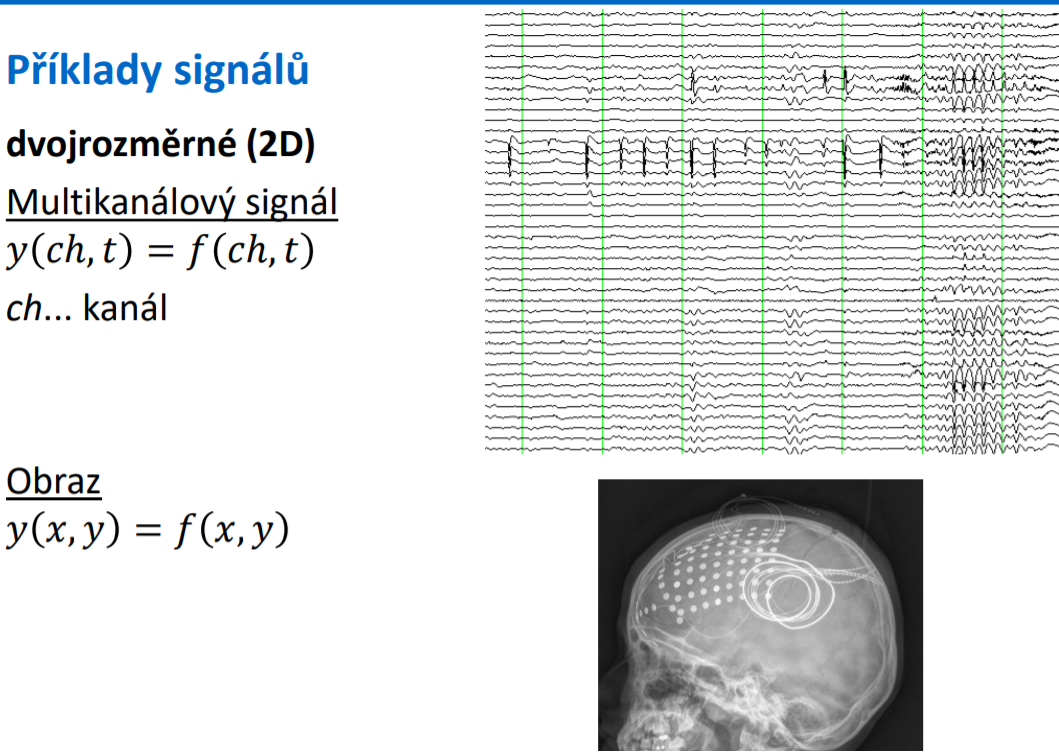 Příklady signálů
dvojrozměrné (2D)
Multikanálový signál
y(ch, t) = f(ch, t)
ch... kanál
Obraz
y(x, y) = f(x, y)